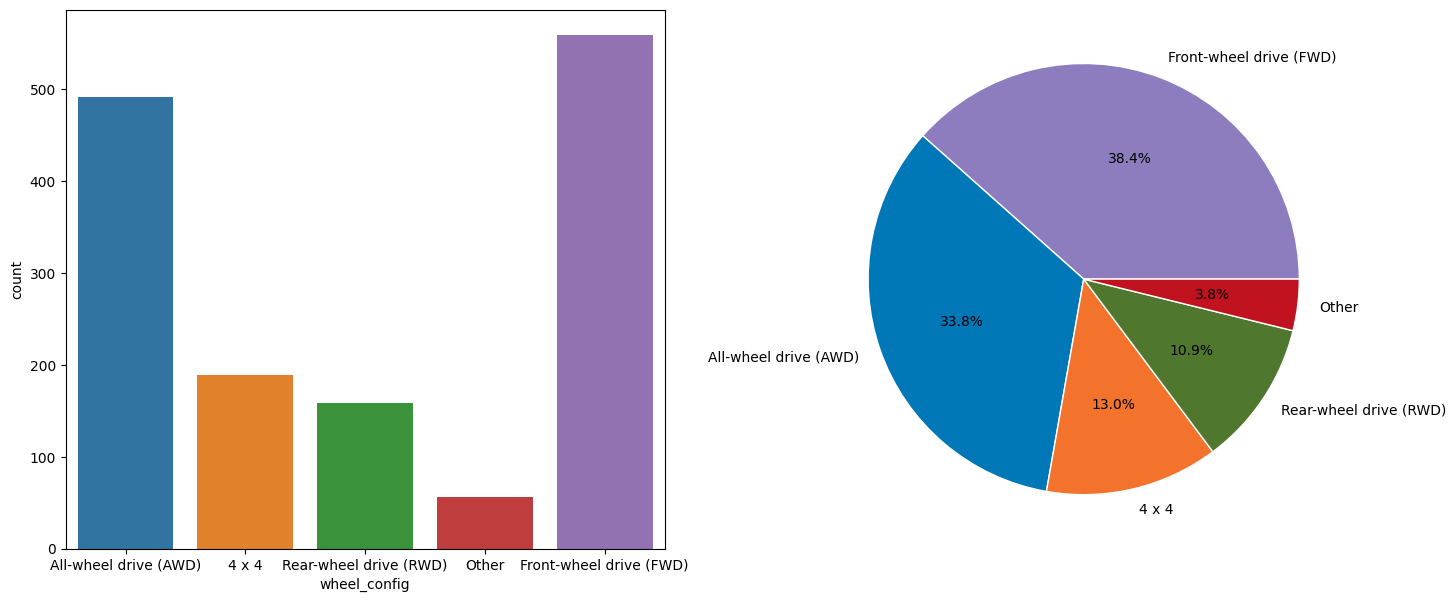 500
400
300
200
100
0
count
All-wheel drive (AWD)
4 x 4
Rear-wheel drive (RWD)
Other
Front-wheel drive (FWD)
wheel_config
Front-wheel drive (FWD)
38.4%
All-wheel drive (AWD)
33.8%
4 x 4
13.0%
Rear-wheel drive (RWD)
10.9%
Other
3.8%